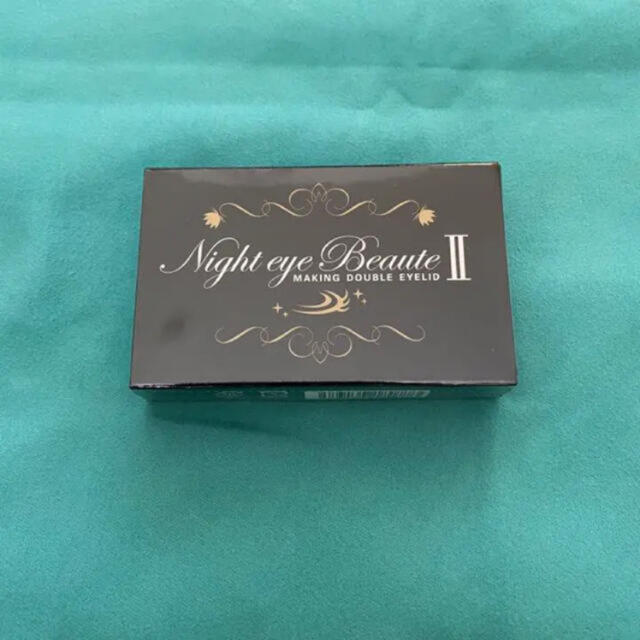 Night eye Beaute Ⅱ
MAKING DOUBLE EYELID